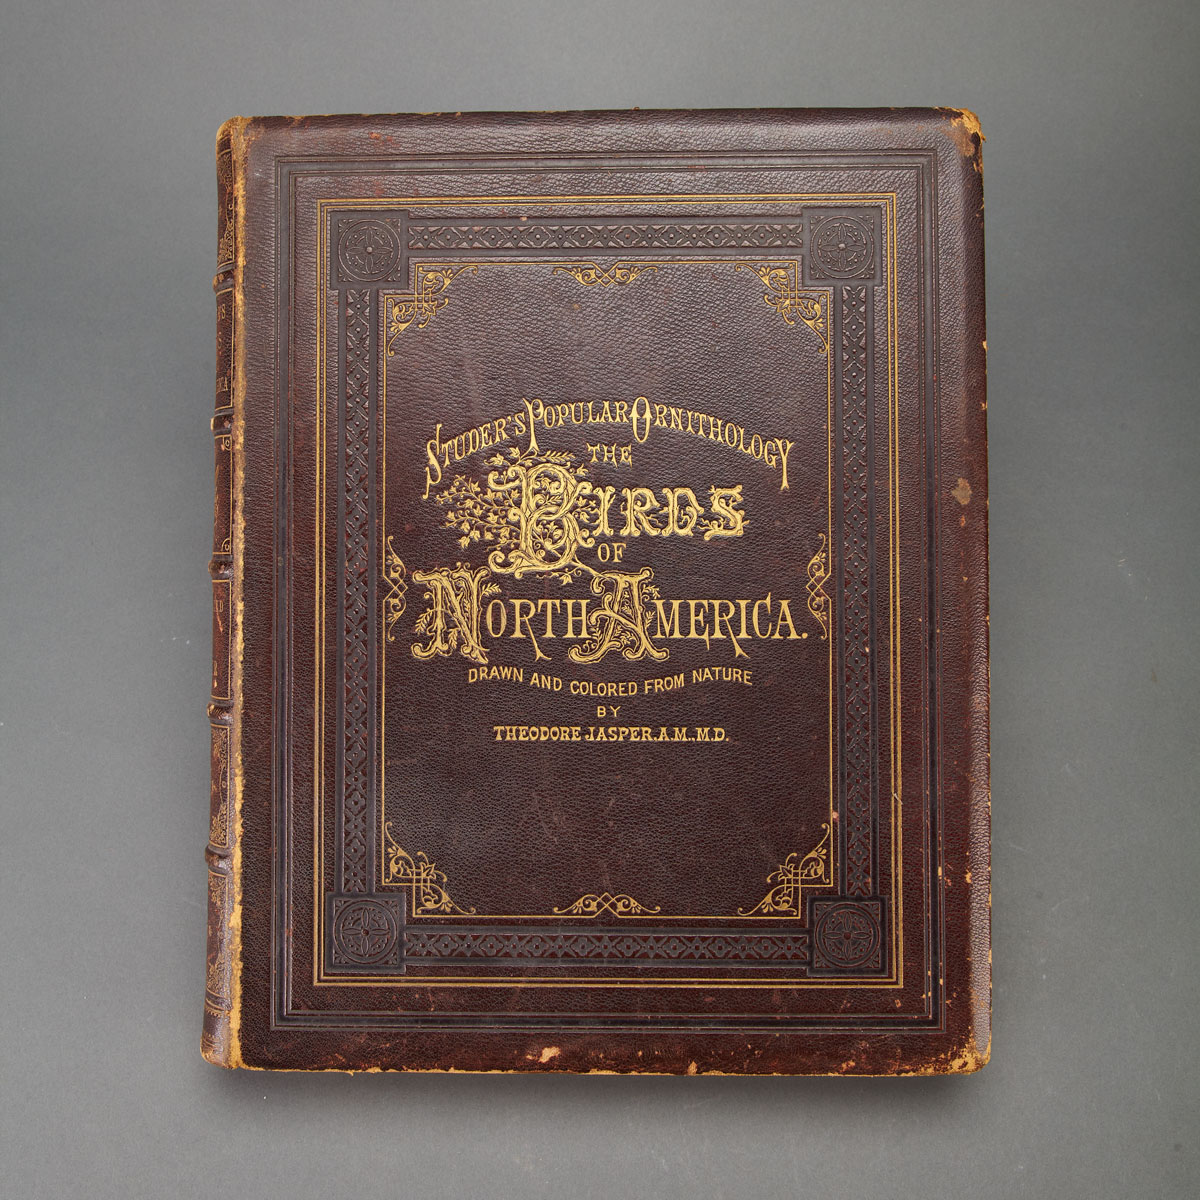 STUDER'S POPULAR ORNITHOLOGY
THE
BIRDS
OF
NORTH AMERICA.
DRAWN AND COLORED FROM NATURE
BY
THEODORE JASPER, A.M., M.D.